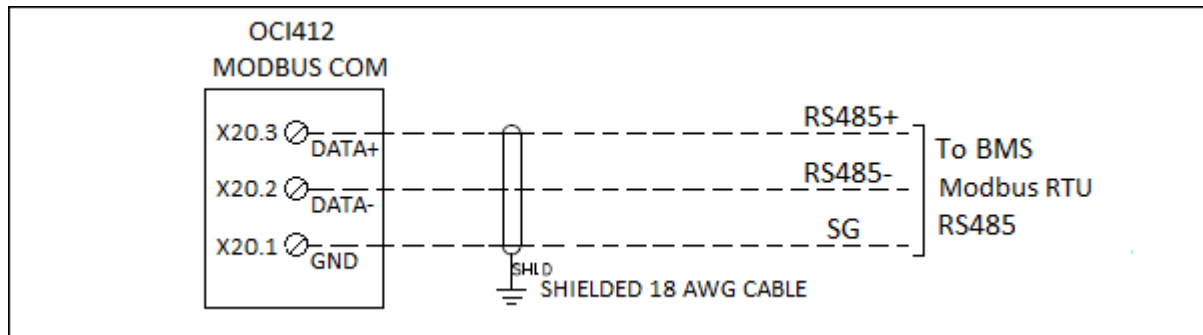 OCI412
MODBUS COM
X20.3
DATA+
RS485+
X20.2
DATA-
RS485-
X20.1
GND
SG
To BMS
Modbus RTU
RS485
SHLD
SHIELDED 18 AWG CABLE